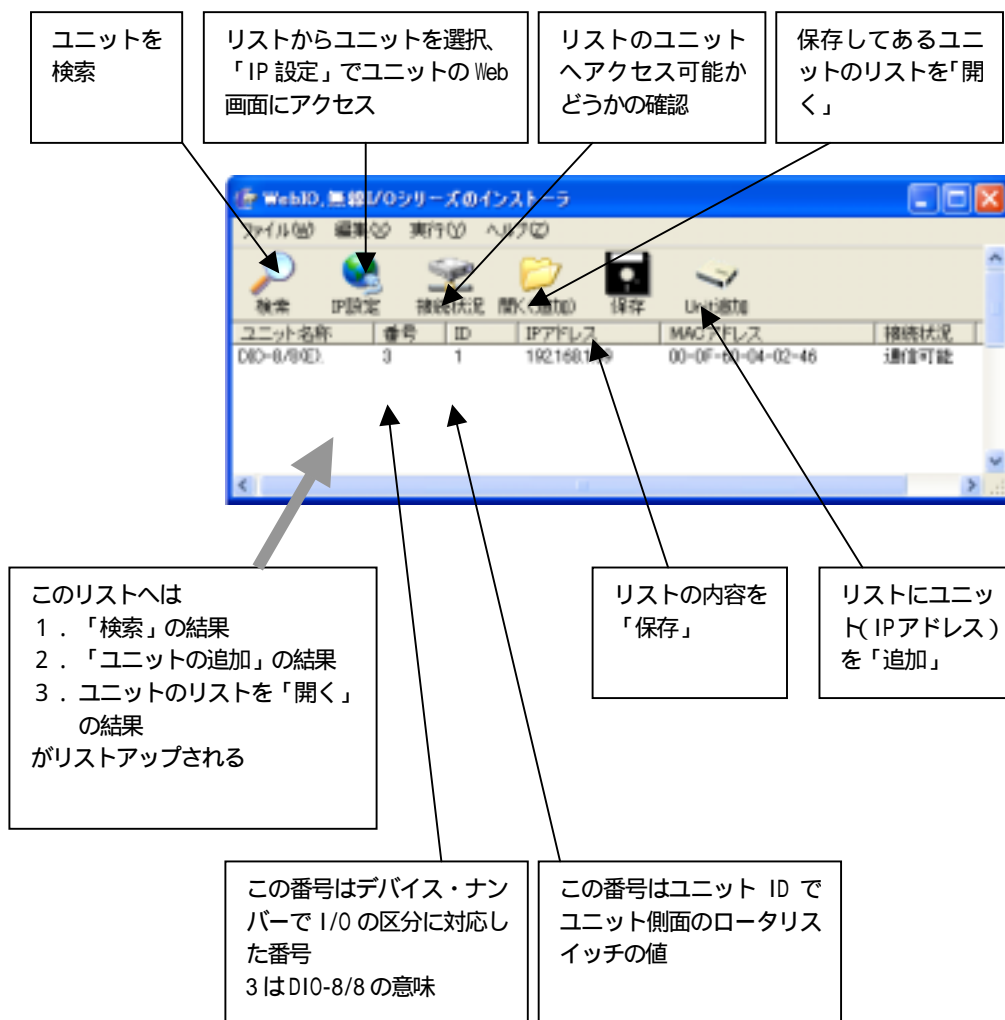 ユニットを
検索
リストからユニットを選択、
「IP 設定」でユニットの Web
画面にアクセス
リストのユニット
へアクセス可能か
どうかの確認
保存してあるユニ
ットのリストを「開
く」
WebIO,無線I/Oシリーズのインストーラ
ファイル(W) 編集(X) 実行(Y) ヘルプ(Z)
検索 IP設定 接続状況 開く(追加) 保存 Unit追加
ユニット名称 番号 ID IPアドレス MACアドレス 接続状況
DIO-8/8(E). 3 1 00-0F-60-04-02-46 通信可能
このリストへは
1．「検索」の結果
2．「ユニットの追加」の結果
3．ユニットのリストを「開く」
の結果
がリストアップされる
リストの内容を
「保存」
リストにユニッ
ト(IPアドレス)
を「追加」
この番号はデバイス・ナン
バーで I/O の区分に対応し
た番号
3 は DIO-8/8 の意味
この番号はユニット ID で
ユニット側面のロータリス
イッチの値